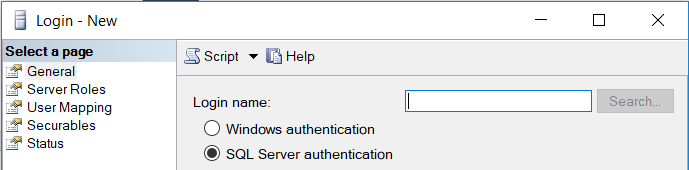 Login - New
Select a page
General
Server Roles
User Mapping
Securables
Status
Script
Help
Login name:
Search...
Windows authentication
SQL Server authentication